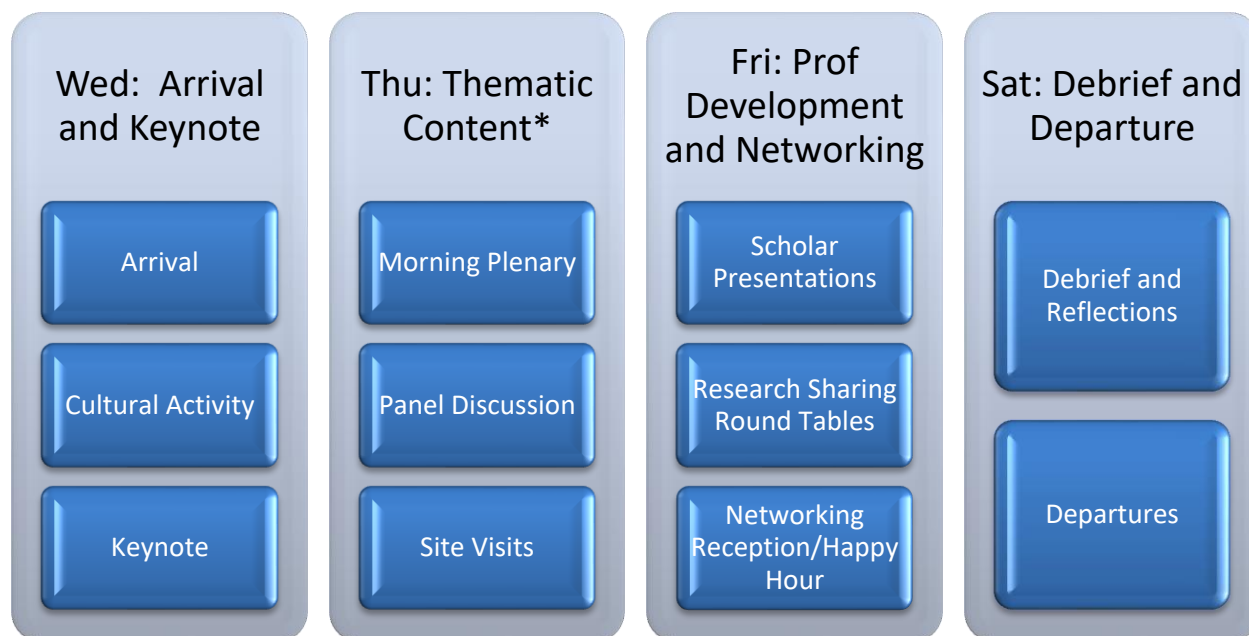 Wed: Arrival
and Keynote
Arrival
Cultural Activity
Keynote
Thu: Thematic
Content*
Morning Plenary
Panel Discussion
Site Visits
Fri: Prof
Development
and Networking
Scholar
Presentations
Research Sharing
Round Tables
Networking
Reception/Happy
Hour
Sat: Debrief and
Departure
Debrief and
Reflections
Departures